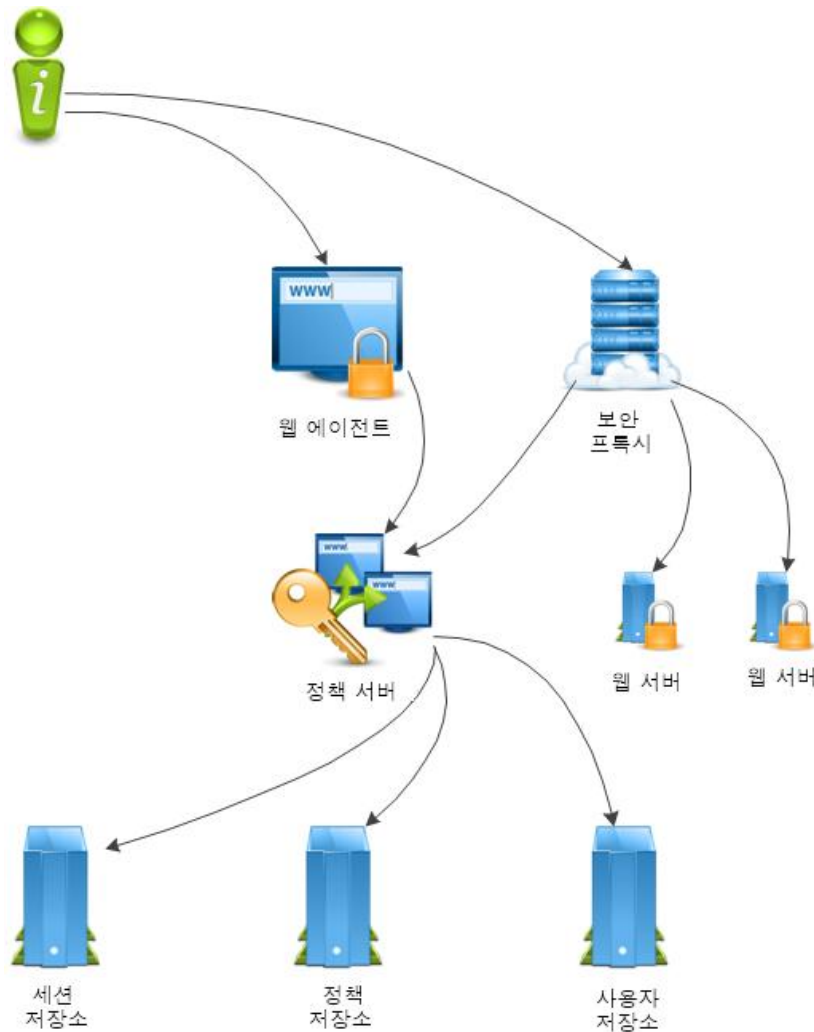 i
www
웹 에이전트
보안
프록시
www
www
정책 서버
웹 서버
웹 서버
세션
저장소
정책
저장소
사용자
저장소